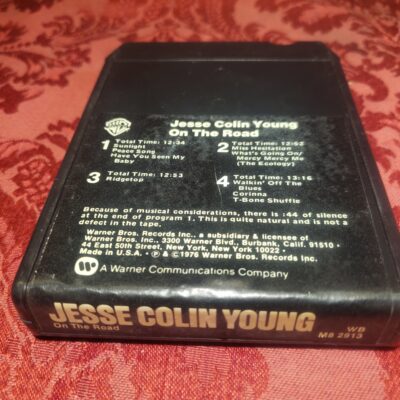 Jesse Colin Young
On The Road
1 Total Time: 12:34
Sunlight
Peace Song
Have You Seen My
Baby
2 Total Time: 12:52
Miss Hesitation
What's Going On/
Mercy Mercy Me
(The Ecology)
3 Total Time: 12:53
Ridgetop
4 Total Time: 13:16
Walkin' Off The
Blues
Corinna
T-Bone Shuffle
Because of musical considerations, there is :44 of silence
at the end of program 1. This is quite natural and is not a
defect in the tape.
Warner Bros. Records Inc., a subsidiary & licensee of
Warner Bros. Inc., 3300 Warner Blvd., Burbank, Calif. 91510 •
44 East 50th Street, New York, New York 10022 •
Made in U.S.A. • ℗ & © 1976 Warner Bros. Records Inc.
A Warner Communications Company
JESSE COLIN YOUNG
On The Road
WB
M8 2913